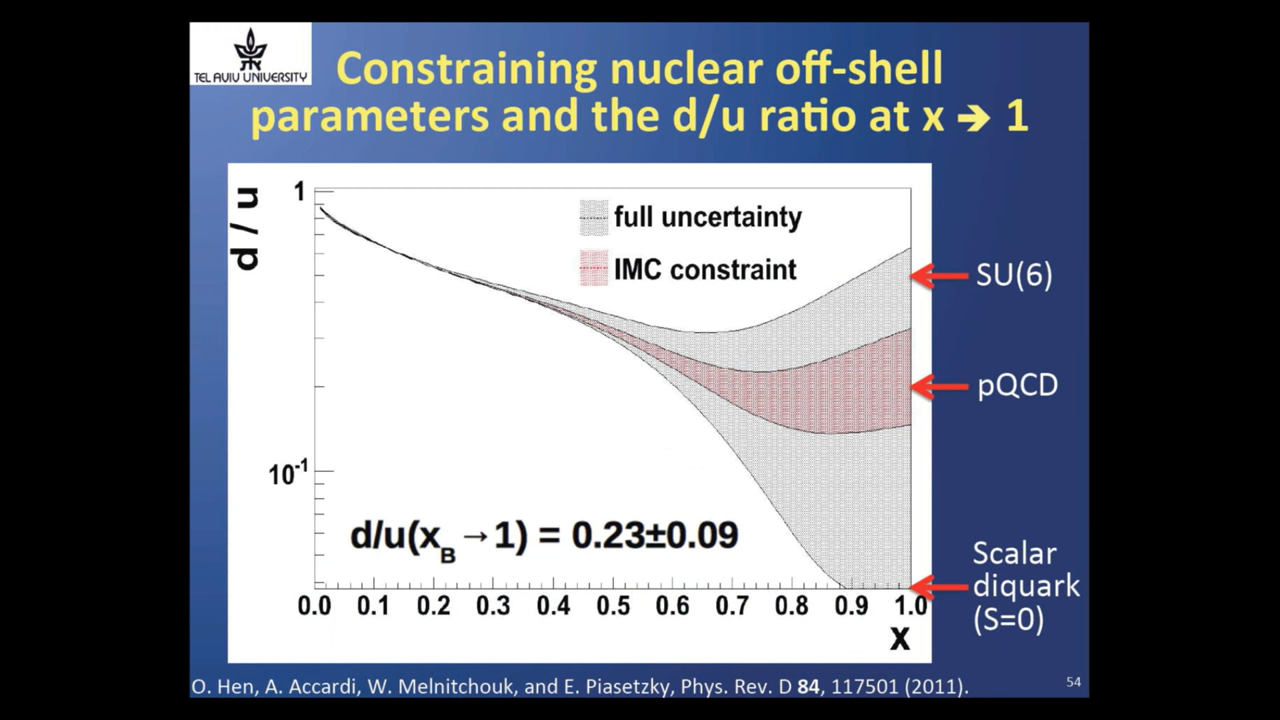 TEL AVIV UNIVERSITY
Constraining nuclear off-shell
parameters and the d/u ratio at x ➔ 1
d / u
1
full uncertainty
IMC constraint
SU(6)
pQCD
10-1
d/u(xB→1) = 0.23±0.09
Scalar
diquark
(S=0)
0.0 0.1 0.2 0.3 0.4 0.5 0.6 0.7 0.8 0.9 1.0
X
O. Hen, A. Accardi, W. Melnitchouk, and E. Piasetzky, Phys. Rev. D 84, 117501 (2011).
54